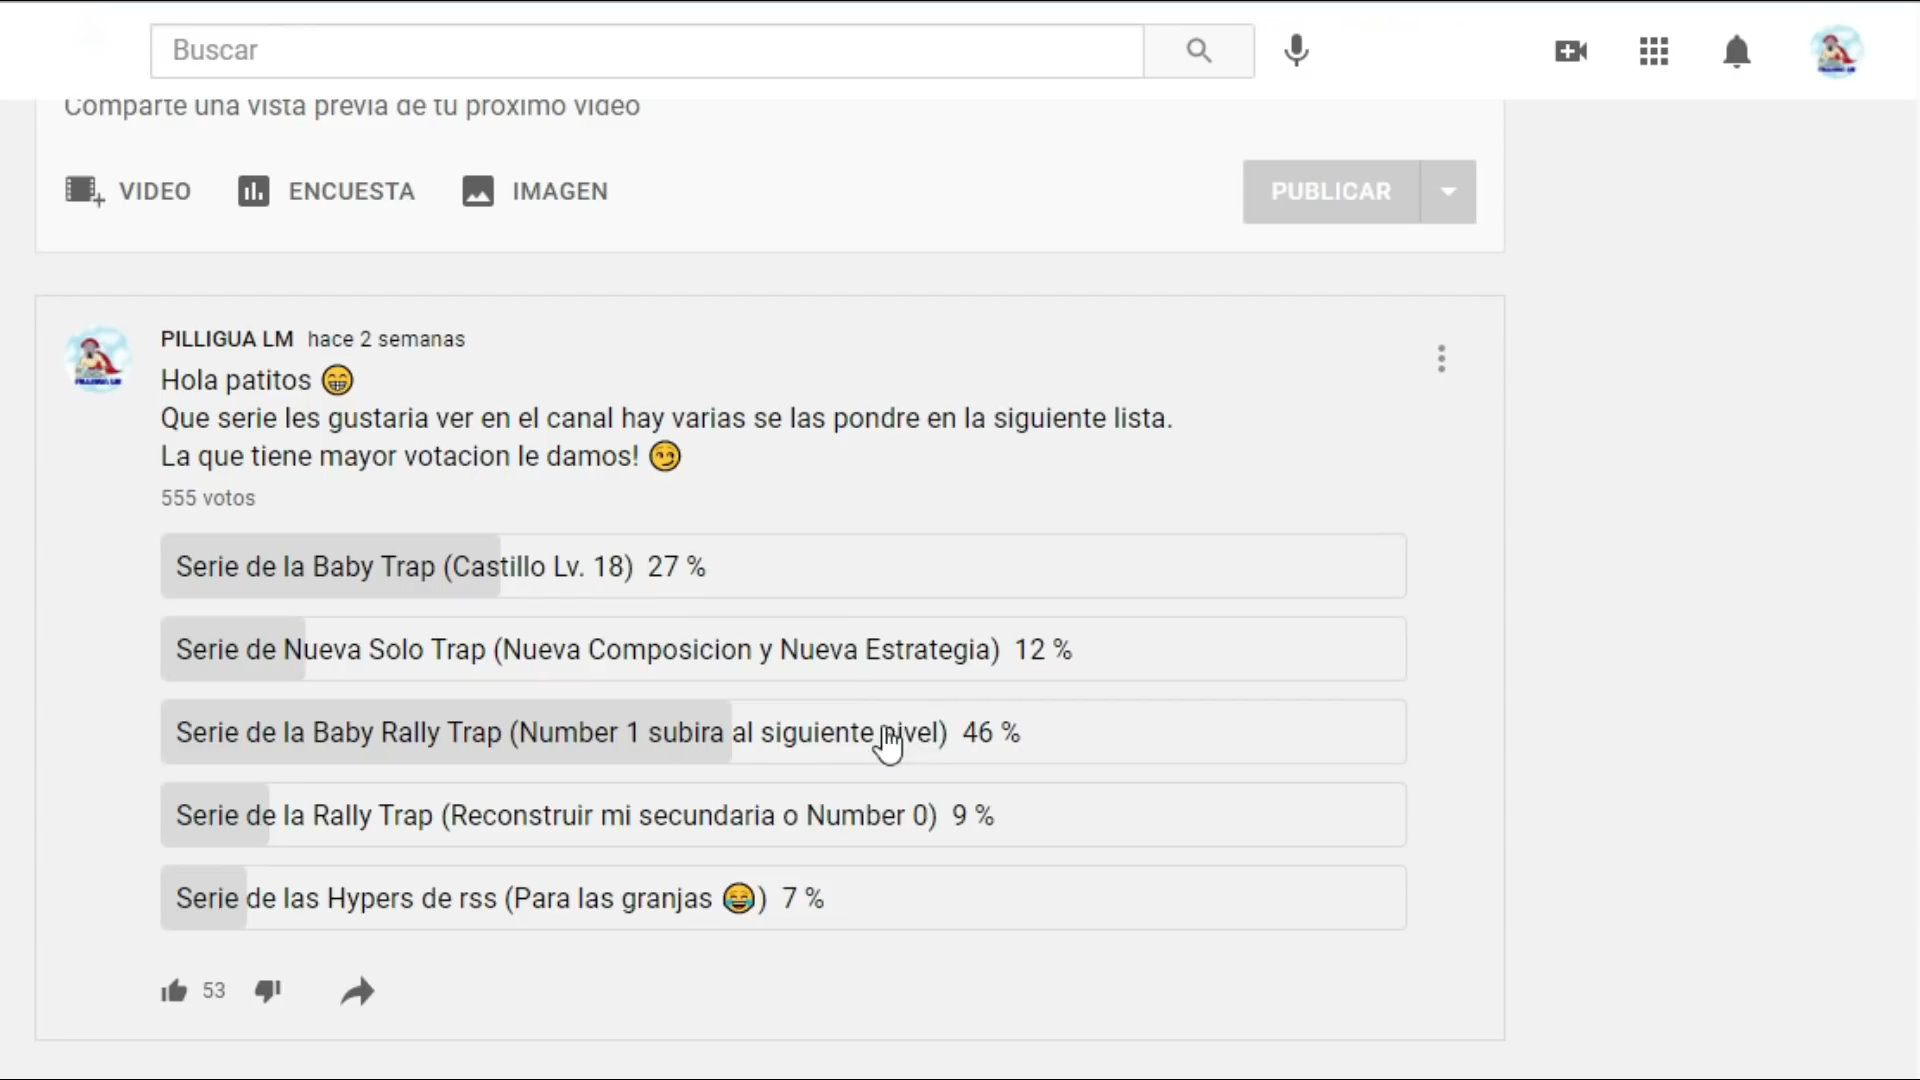 Buscar
Comparte una vista previa de tu próximo video
VIDEO ENCUESTA IMAGEN PUBLICAR
PILLIGUA LM hace 2 semanas
Hola patitos 😁
Que serie les gustaria ver en el canal hay varias se las pondre en la siguiente lista.
La que tiene mayor votacion le damos! 😏
555 votos
Serie de la Baby Trap (Castillo Lv. 18) 27 %
Serie de Nueva Solo Trap (Nueva Composicion y Nueva Estrategia) 12 %
Serie de la Baby Rally Trap (Number 1 subira al siguiente nivel) 46 %
Serie de la Rally Trap (Reconstruir mi secundaria o Number 0) 9 %
Serie de las Hypers de rss (Para las granjas 😂) 7 %
53